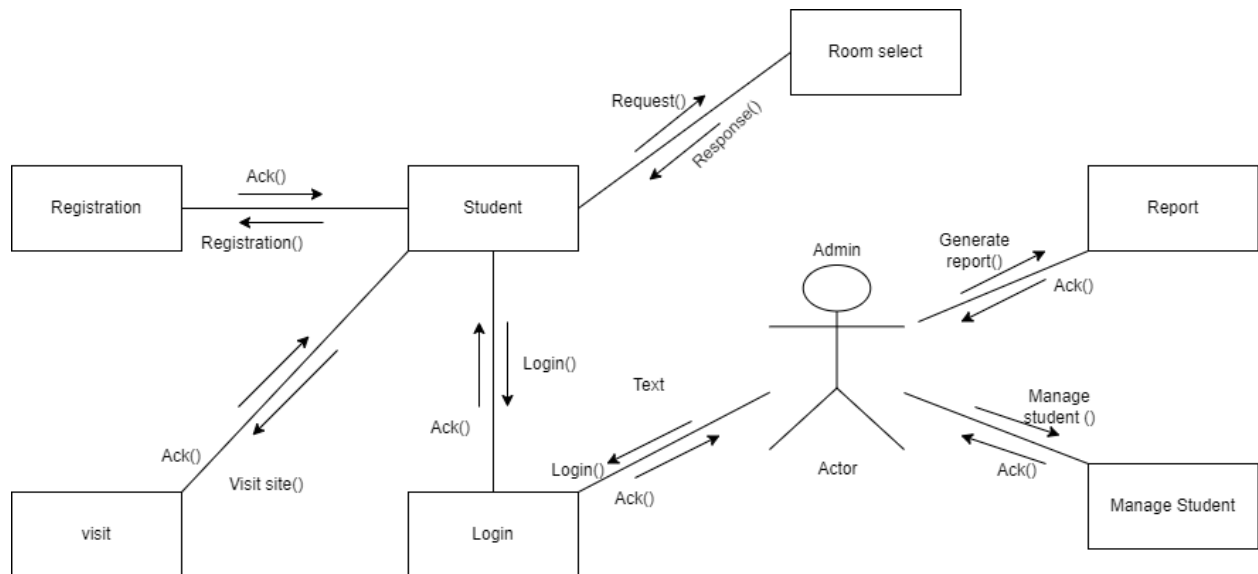 Room select
Request()
Response()
Ack()
Registration
Student
Report
Registration()
Generate
report()
Admin
Ack()
Login()
Text
Manage
student ()
Ack()
Ack()
Visit site()
Login()
Ack()
Actor
Ack()
visit
Login
Manage Student